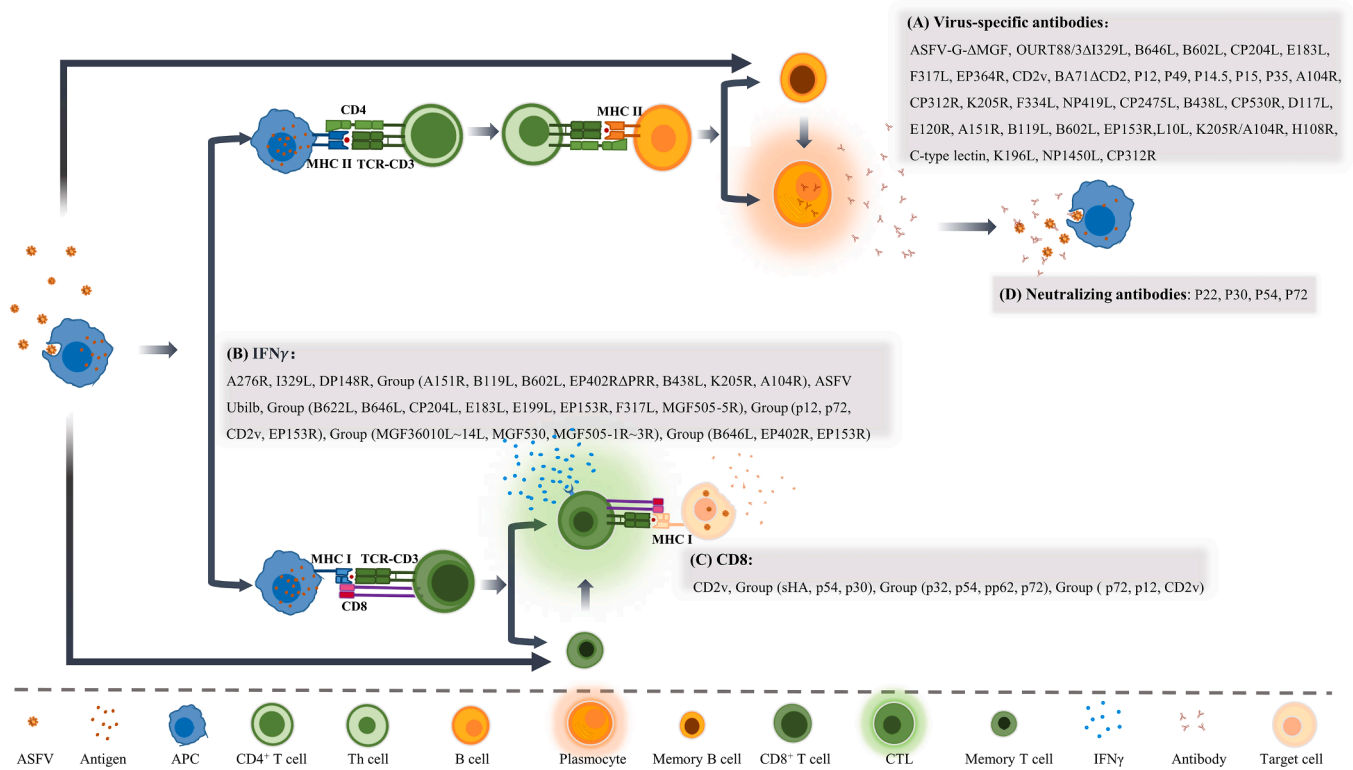 (A) Virus-specific antibodies:
ASFV-G-ΔMGF, OURT88/3ΔI329L, B646L, B602L, CP204L, E183L,
F317L, EP364R, CD2v, BA71ΔCD2, P12, P49, P14.5, P15, P35, A104R,
CP312R, K205R, F334L, NP419L, CP2475L, B438L, CP530R, D117L,
E120R, A151R, B119L, B602L, EP153R,L10L, K205R/A104R, H108R,
C-type lectin, K196L, NP1450L, CP312R
CD4
MHC II
MHC II TCR-CD3
(D) Neutralizing antibodies: P22, P30, P54, P72
(B) IFNγ:
A276R, I329L, DP148R, Group (A151R, B119L, B602L, EP402RΔPRR, B438L, K205R, A104R), ASFV
Ubilb, Group (B622L, B646L, CP204L, E183L, E199L, EP153R, F317L, MGF505-5R), Group (p12, p72,
CD2v, EP153R), Group (MGF36010L~14L, MGF530, MGF505-1R~3R), Group (B646L, EP402R, EP153R)
MHC I
MHC I TCR-CD3
CD8
(C) CD8:
CD2v, Group (sHA, p54, p30), Group (p32, p54, pp62, p72), Group ( p72, p12, CD2v)
ASFV Antigen APC CD4⁺ T cell Th cell B cell Plasmocyte Memory B cell CD8⁺ T cell CTL Memory T cell IFNγ Antibody Target cell